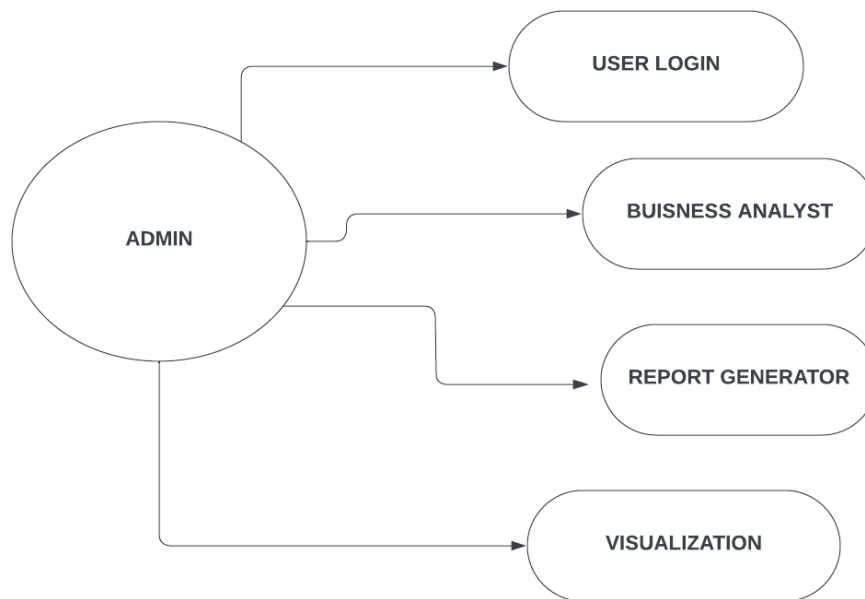 USER LOGIN
BUISNESS ANALYST
ADMIN
REPORT GENERATOR
VISUALIZATION